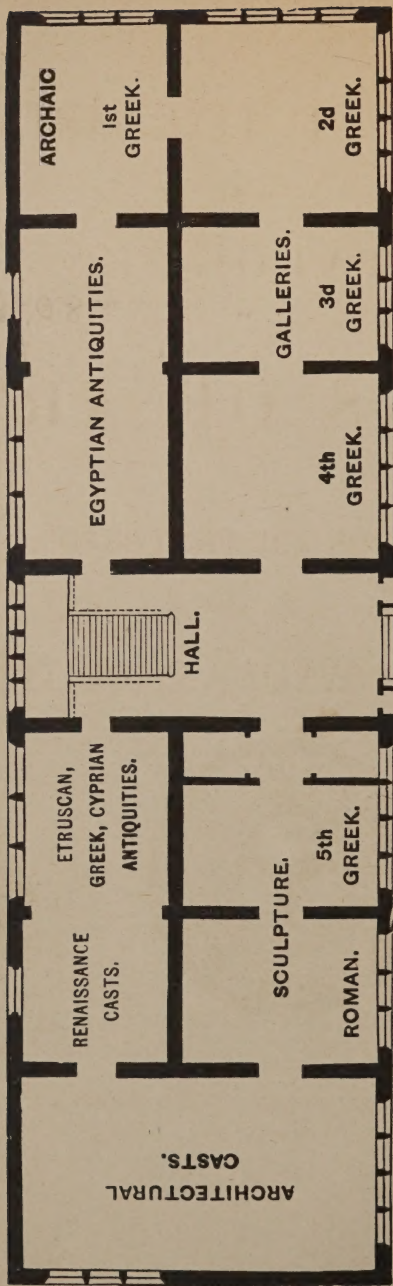 ARCHAIC
1st
GREEK.
EGYPTIAN ANTIQUITIES.
2d
GREEK.
GALLERIES.
3d
GREEK.
4th
GREEK.
HALL.
ETRUSCAN,
GREEK, CYPRIAN
ANTIQUITIES.
RENAISSANCE
CASTS.
SCULPTURE.
5th
GREEK.
ROMAN.
ARCHITECTURAL
CASTS.